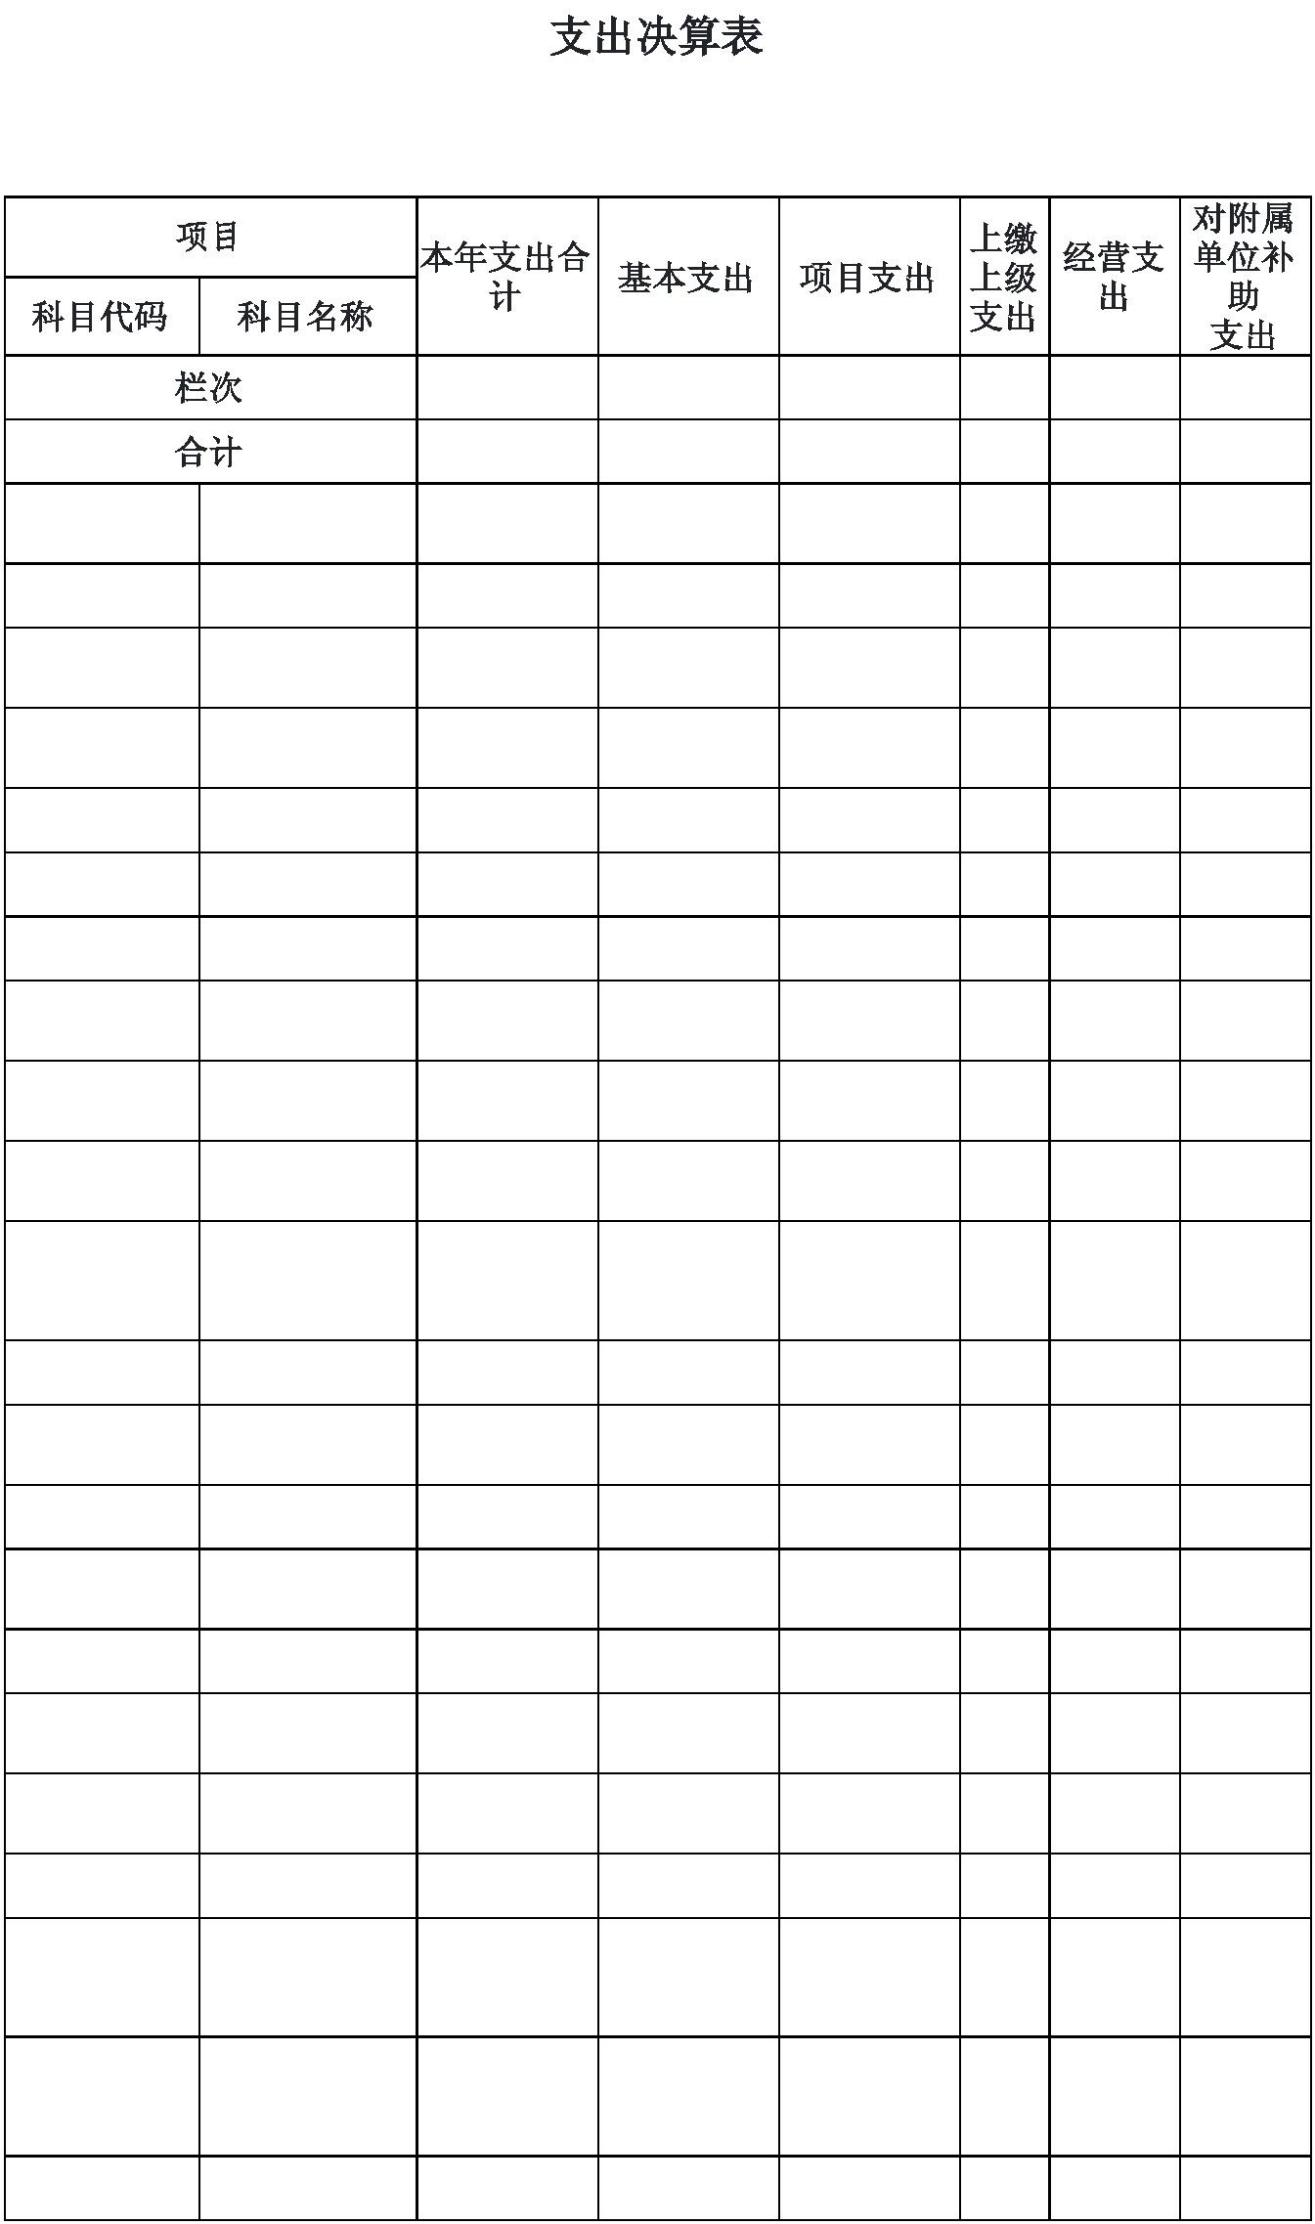 支出决算表
项目
科目代码
科目名称
本年支出合
计
基本支出
项目支出
上缴
上级
支出
经营支
出
对附属
单位补
助
支出
栏次
合计